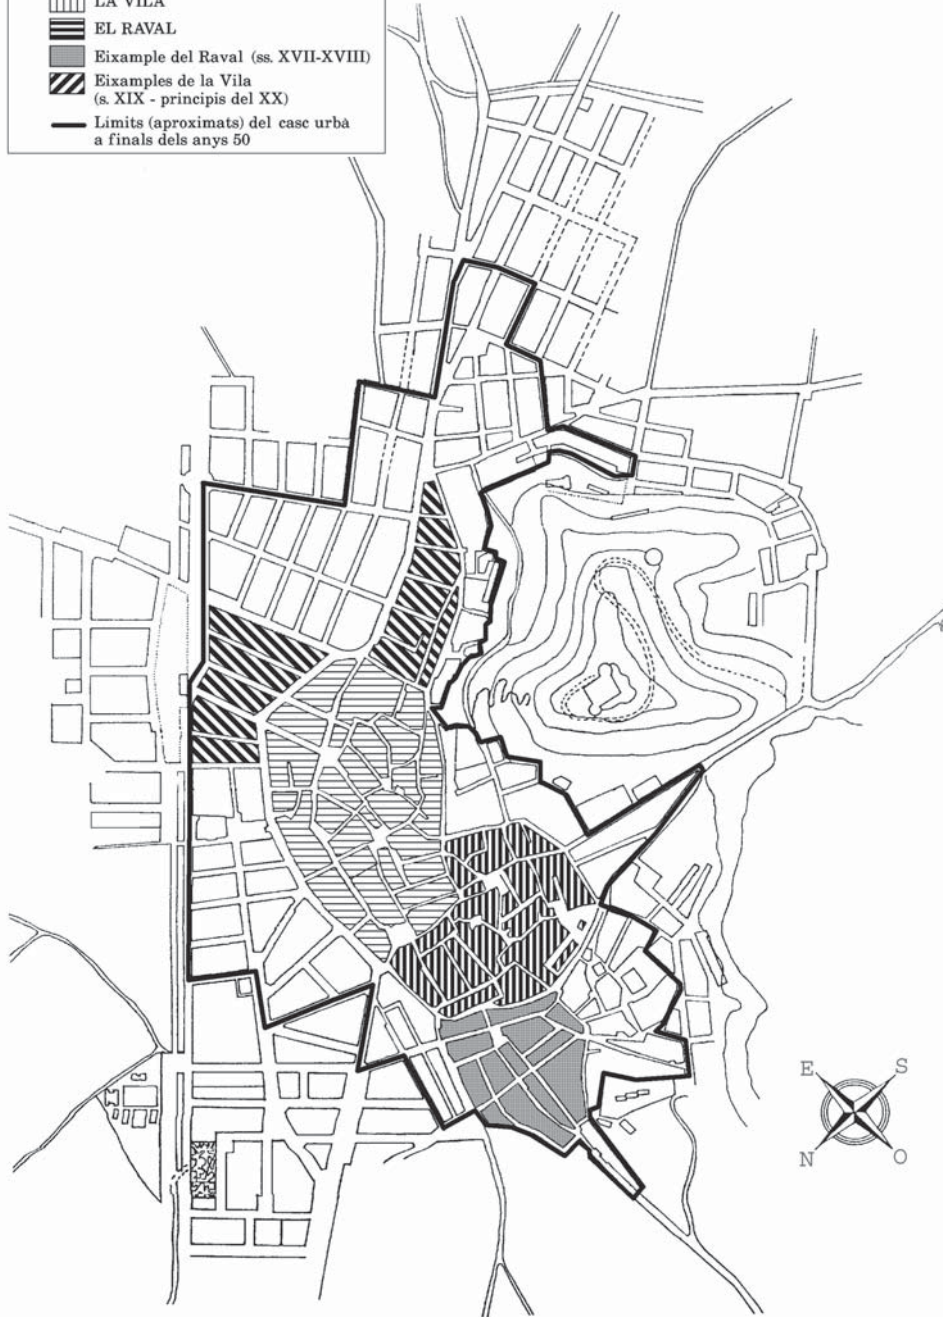 LA VILA
EL RAVAL
Eixample del Raval (ss. XVII-XVIII)
Eixamples de la Vila
(s. XIX - principis del XX)
Límits (aproximats) del casc urbà
a finals dels anys 50
E S
N O